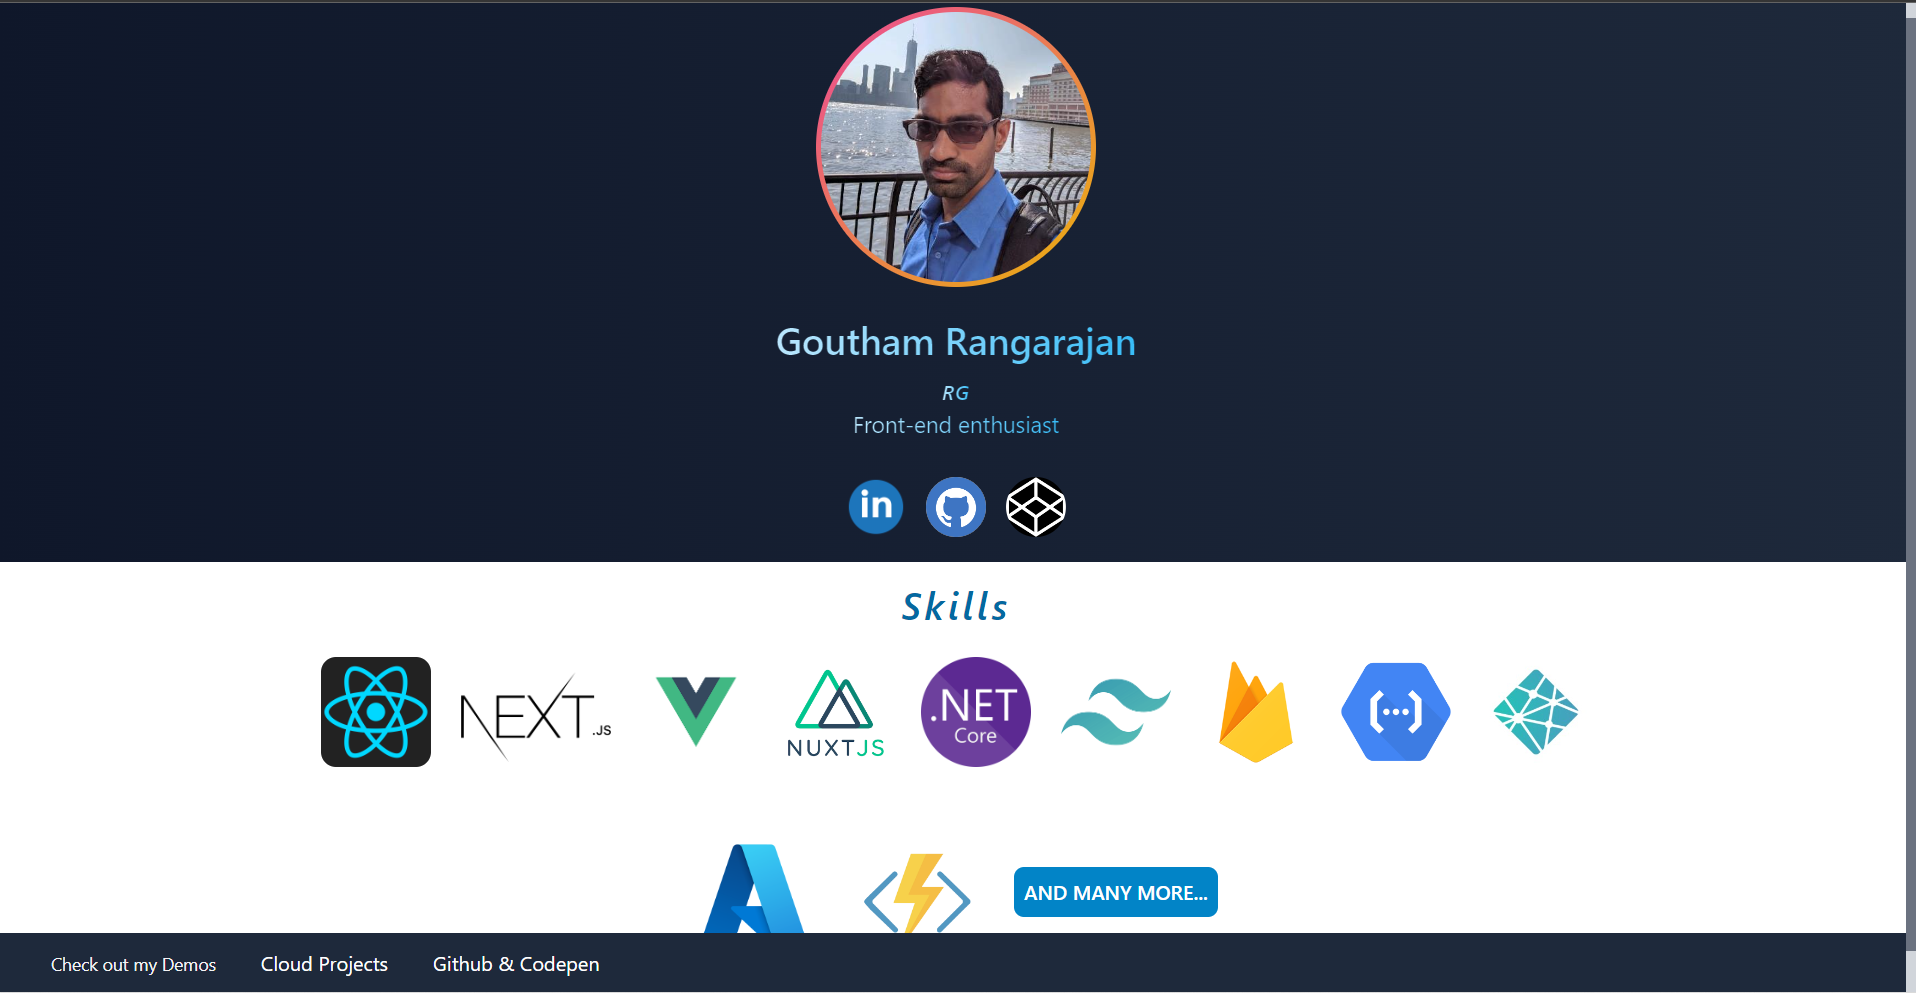 Goutham Rangarajan
RG
Front-end enthusiast
in
Skills
NEXT.JS
NUXTJS
.NET
Core
AND MANY MORE...
Check out my Demos
Cloud Projects
Github & Codepen